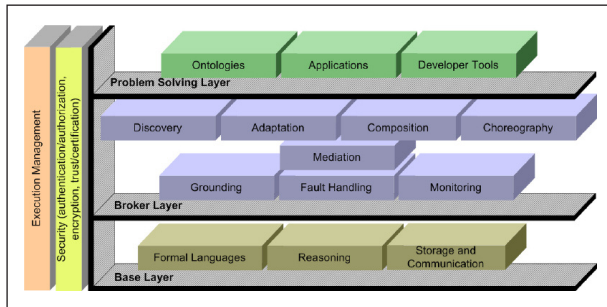 Execution Management
Security (authentication/authorization,
encryption, trust/certification)
Ontologies
Applications
Developer Tools
Problem Solving Layer
Discovery
Adaptation
Composition
Choreography
Mediation
Grounding
Fault Handling
Monitoring
Broker Layer
Formal Languages
Reasoning
Storage and
Communication
Base Layer